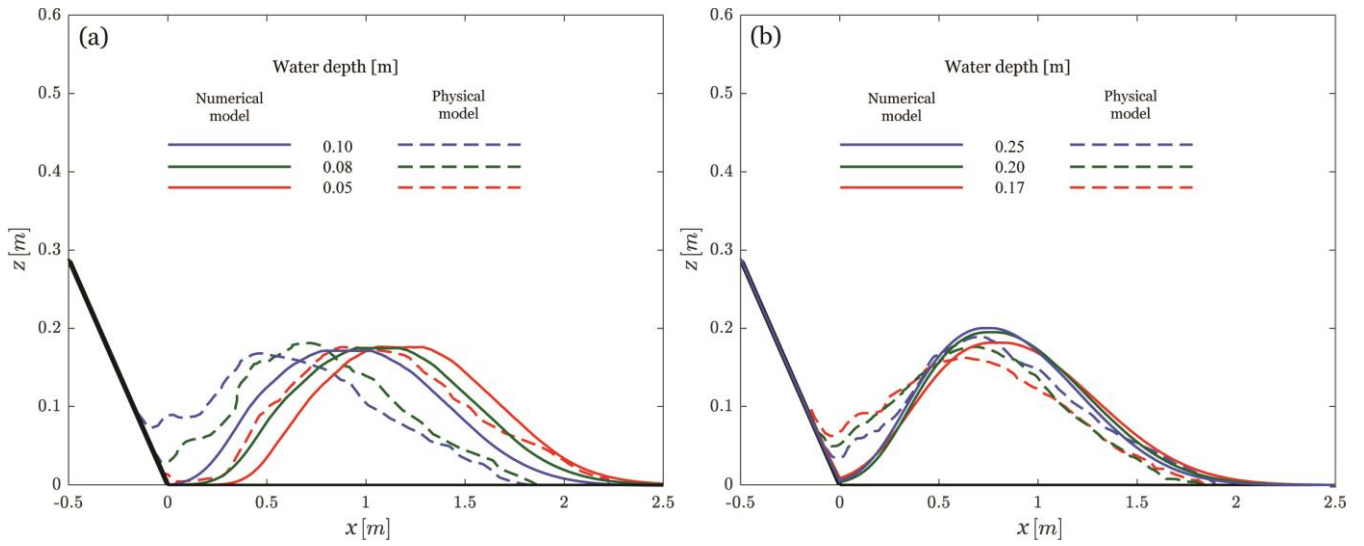 (a)
Water depth [m]
Numerical model
Physical model
0.10
0.08
0.05
0.6
0.5
0.4
0.3
0.2
0.1
0
z [m]
-0.5 0 0.5 1 1.5 2 2.5
x [m]
(b)
Water depth [m]
Numerical model
Physical model
0.25
0.20
0.17
0.6
0.5
0.4
0.3
0.2
0.1
0
z [m]
-0.5 0 0.5 1 1.5 2 2.5
x [m]